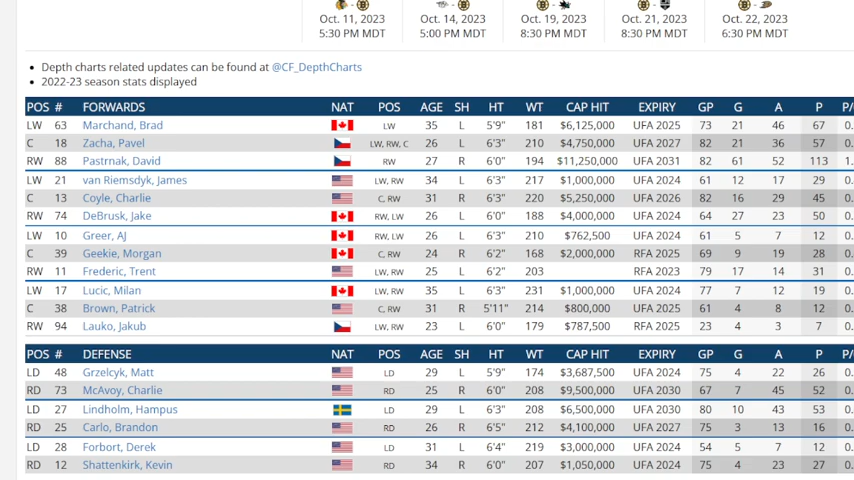 Oct. 11, 2023 Oct. 14, 2023 Oct. 19, 2023 Oct. 21, 2023 Oct. 22, 2023
5:30 PM MDT 5:00 PM MDT 8:30 PM MDT 8:30 PM MDT 6:30 PM MDT
• Depth charts related updates can be found at @CF_DepthCharts
• 2022-23 season stats displayed
POS # FORWARDS NAT POS AGE SH HT WT CAP HIT EXPIRY GP G A P P/
LW 63 Marchand, Brad LW 35 L 5'9" 181 $6,125,000 UFA 2025 73 21 46 67 0.
C 18 Zacha, Pavel LW, RW, C 26 L 6'3" 210 $4,750,000 UFA 2027 82 21 36 57 0.
RW 88 Pastrnak, David RW 27 R 6'0" 194 $11,250,000 UFA 2031 82 61 52 113 1.
LW 21 van Riemsdyk, James LW, RW 34 L 6'3" 217 $1,000,000 UFA 2024 61 12 17 29 0.
C 13 Coyle, Charlie C, RW 31 R 6'3" 220 $5,250,000 UFA 2026 82 16 29 45 0.
RW 74 DeBrusk, Jake RW, LW 26 L 6'0" 188 $4,000,000 UFA 2024 64 27 23 50 0.
LW 10 Greer, AJ RW, LW 26 L 6'3" 210 $762,500 UFA 2024 61 5 7 12 0.
C 39 Geekie, Morgan C, RW 24 R 6'2" 168 $2,000,000 RFA 2025 69 9 19 28 0.
RW 11 Frederic, Trent LW, RW 25 L 6'2" 203 RFA 2023 79 17 14 31 0.
LW 17 Lucic, Milan LW, RW 35 L 6'3" 231 $1,000,000 UFA 2024 77 7 12 19 0.
C 38 Brown, Patrick C, RW 31 R 5'11" 214 $800,000 UFA 2025 61 4 8 12 0.
RW 94 Lauko, Jakub LW, RW 23 L 6'0" 179 $787,500 RFA 2025 23 4 3 7 0.
POS # DEFENSE NAT POS AGE SH HT WT CAP HIT EXPIRY GP G A P P/
LD 48 Grzelcyk, Matt LD 29 L 5'9" 174 $3,687,500 UFA 2024 75 4 22 26 0.
RD 73 McAvoy, Charlie RD 25 R 6'0" 208 $9,500,000 UFA 2030 67 7 45 52 0.
LD 27 Lindholm, Hampus LD 29 L 6'3" 208 $6,500,000 UFA 2030 80 10 43 53 0.
RD 25 Carlo, Brandon RD 26 R 6'5" 212 $4,100,000 UFA 2027 75 3 13 16 0.
LD 28 Forbort, Derek LD 31 L 6'4" 219 $3,000,000 UFA 2024 54 5 7 12 0.
RD 12 Shattenkirk, Kevin RD 34 R 6'0" 207 $1,050,000 UFA 2024 75 4 23 27 0.